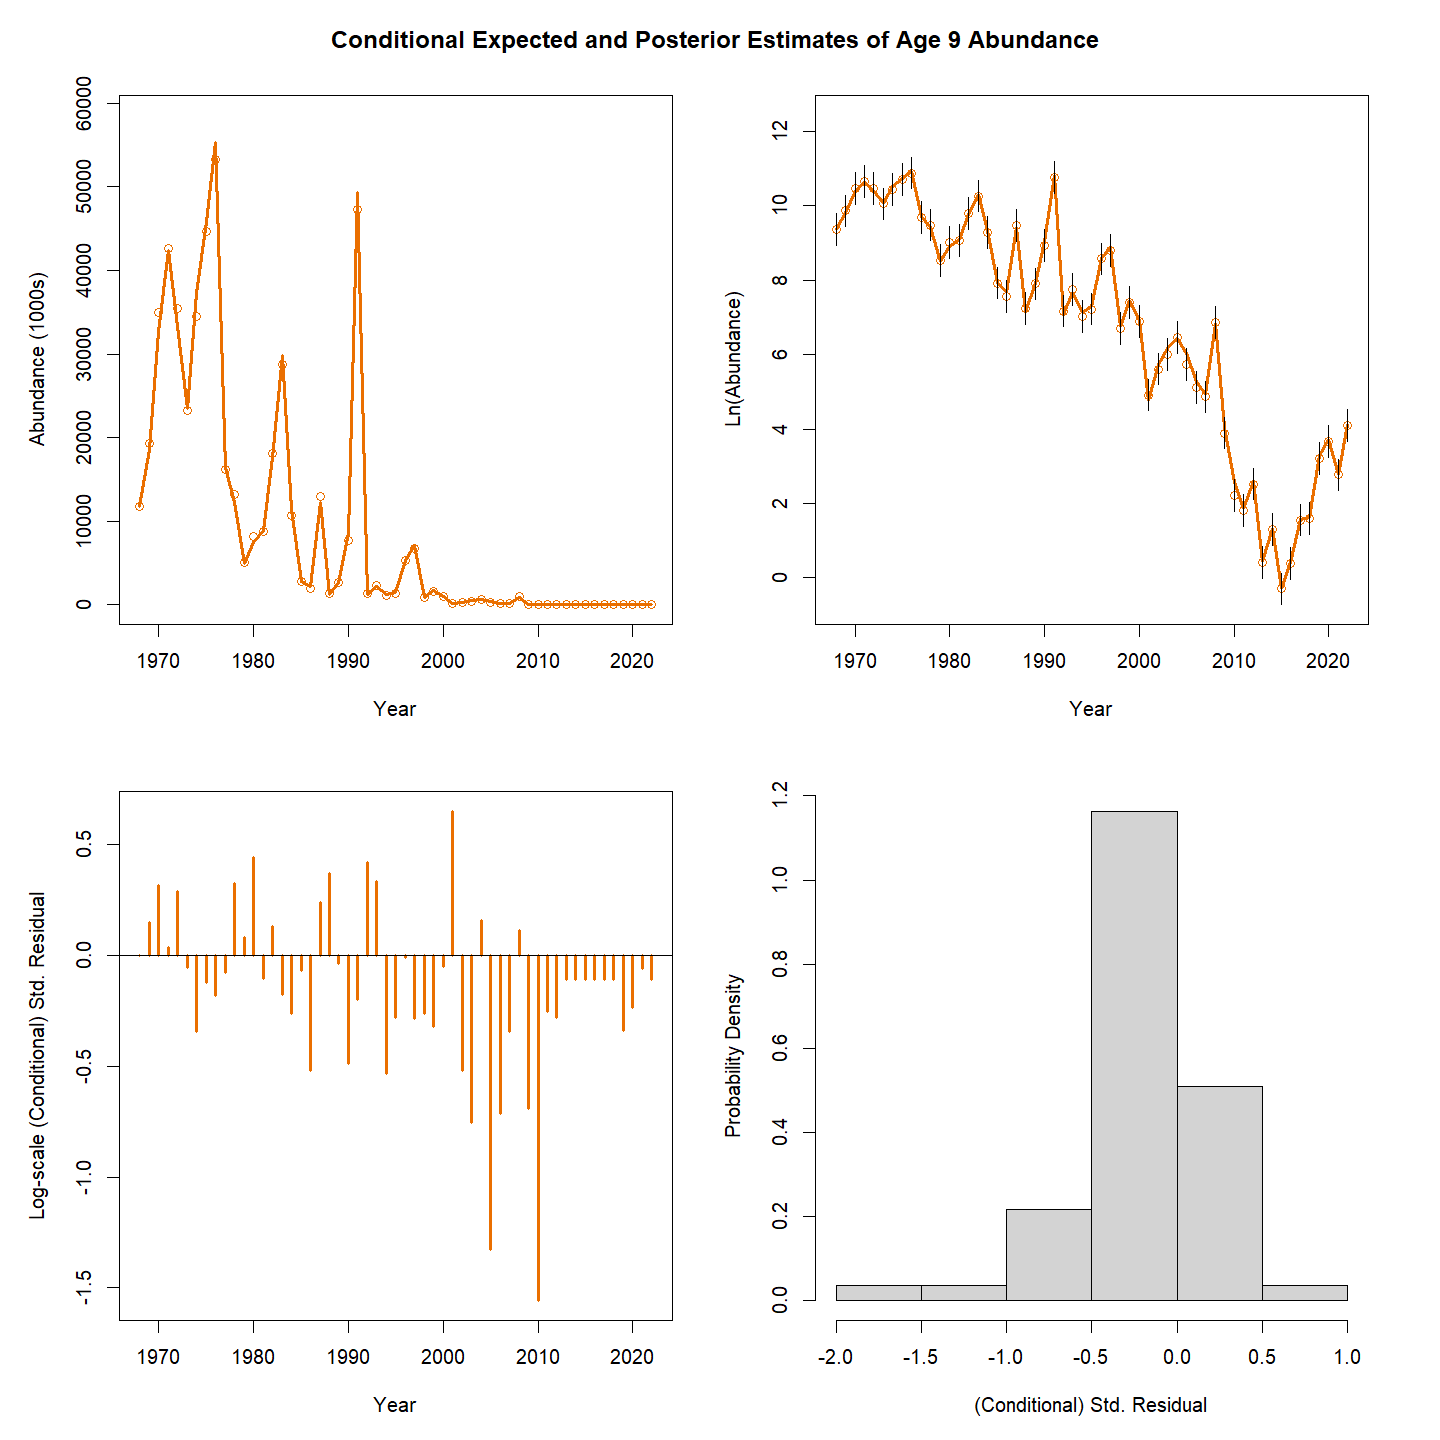 Conditional Expected and Posterior Estimates of Age 9 Abundance
Abundance (1000s)
60000
50000
40000
30000
20000
10000
0
1970 1980 1990 2000 2010 2020
Year
Ln(Abundance)
12
10
8
6
4
2
0
1970 1980 1990 2000 2010 2020
Year
Log-scale (Conditional) Std. Residual
0.5
0.0
-0.5
-1.0
-1.5
1970 1980 1990 2000 2010 2020
Year
Probability Density
1.2
1.0
0.8
0.6
0.4
0.2
0.0
-2.0 -1.5 -1.0 -0.5 0.0 0.5 1.0
(Conditional) Std. Residual